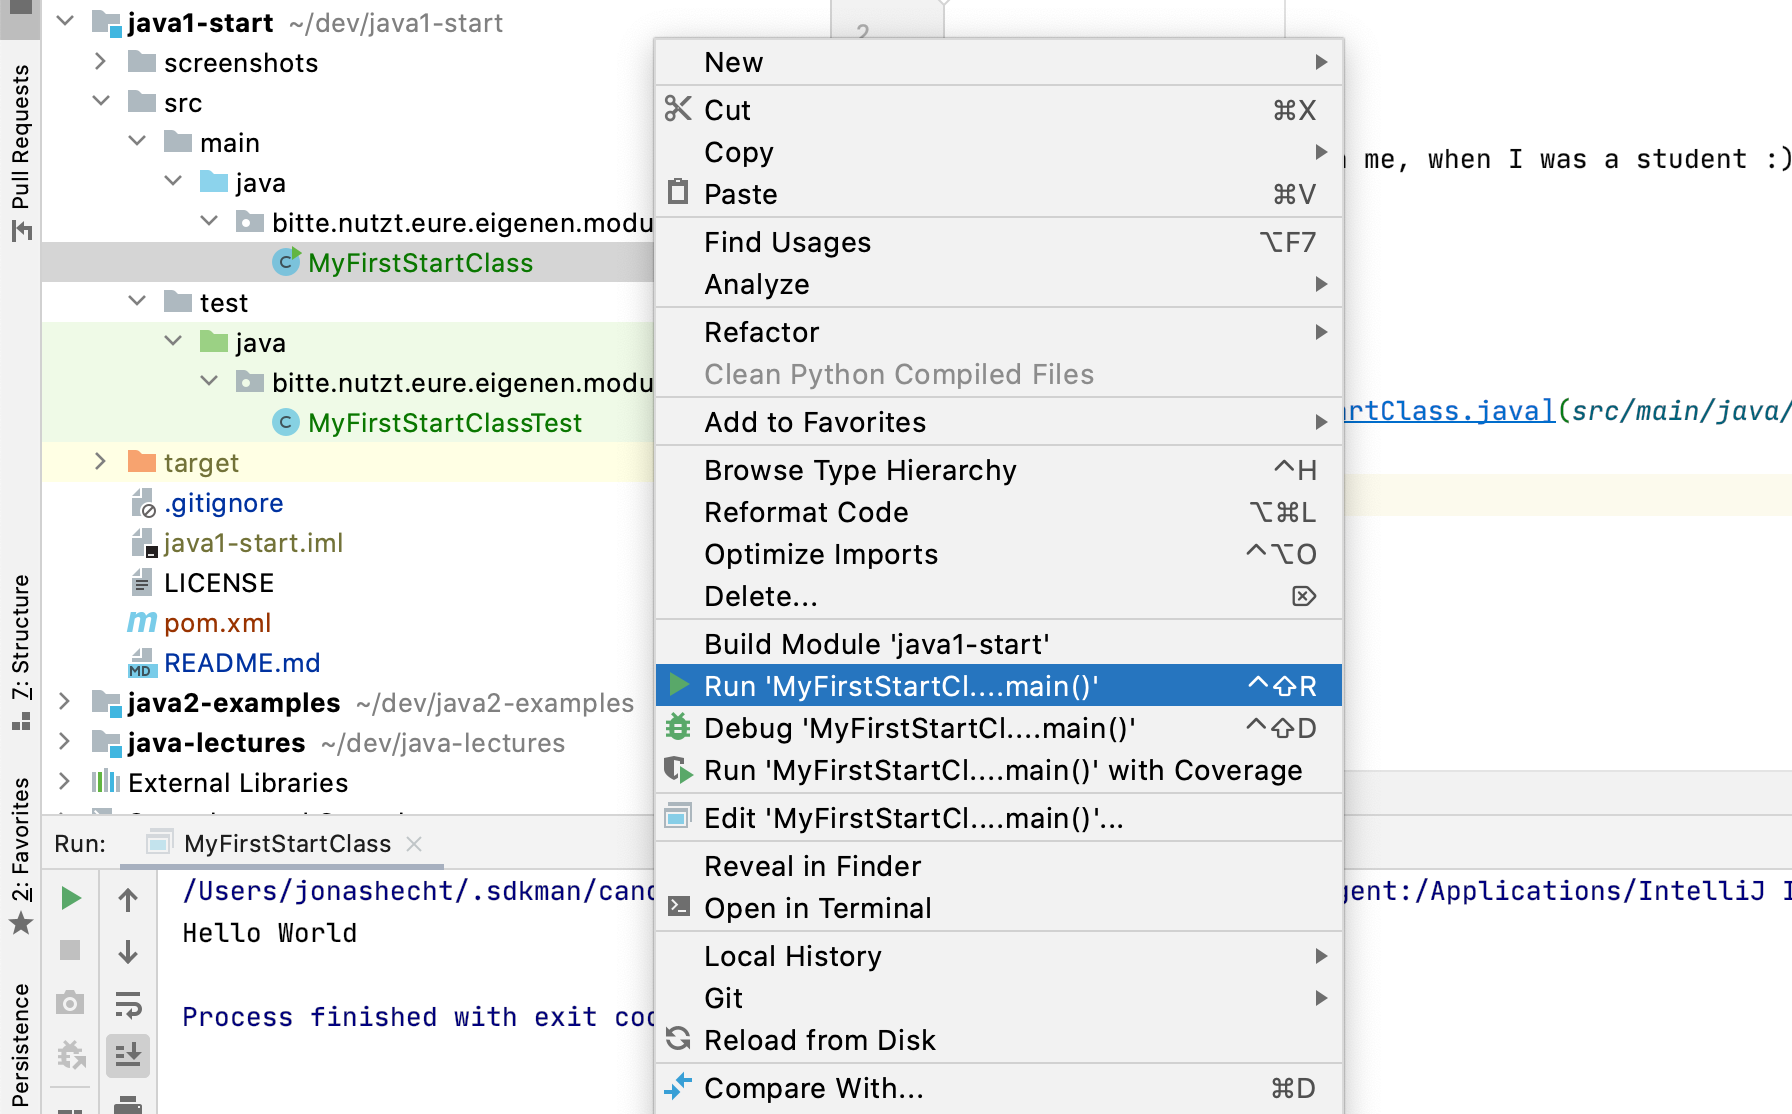 Pull Requests
7: Structure
2: Favorites
Persistence
java1-start ~/dev/java1-start
screenshots
src
main
java
bitte.nutzt.eure.eigenen.modu
MyFirstStartClass
test
java
bitte.nutzt.eure.eigenen.modu
MyFirstStartClassTest
target
.gitignore
java1-start.iml
LICENSE
pom.xml
README.md
java2-examples ~/dev/java2-examples
java-lectures ~/dev/java-lectures
External Libraries
2
me, when I was a student :)
artClass.java](src/main/java/
New
Cut ⌘X
Copy
Paste ⌘V
Find Usages ⌥F7
Analyze
Refactor
Clean Python Compiled Files
Add to Favorites
Browse Type Hierarchy ^H
Reformat Code ⌥⌘L
Optimize Imports ^⌥O
Delete... ⌦
Build Module 'java1-start'
Run 'MyFirstStartCl....main()' ^⇧R
Debug 'MyFirstStartCl....main()' ^⇧D
Run 'MyFirstStartCl....main()' with Coverage
Edit 'MyFirstStartCl....main()'...
Reveal in Finder
Open in Terminal
Local History
Git
Reload from Disk
Compare With... ⌘D
Run: MyFirstStartClass
/Users/jonashecht/.sdkman/canc gent:/Applications/IntelliJ I
Hello World
Process finished with exit coc